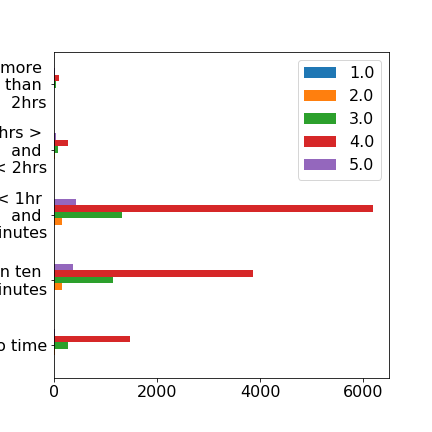 more
than
2hrs
hrs >
and
< 2hrs
< 1hr
and
inutes
n ten
inutes
o time
1.0
2.0
3.0
4.0
5.0
0 2000 4000 6000